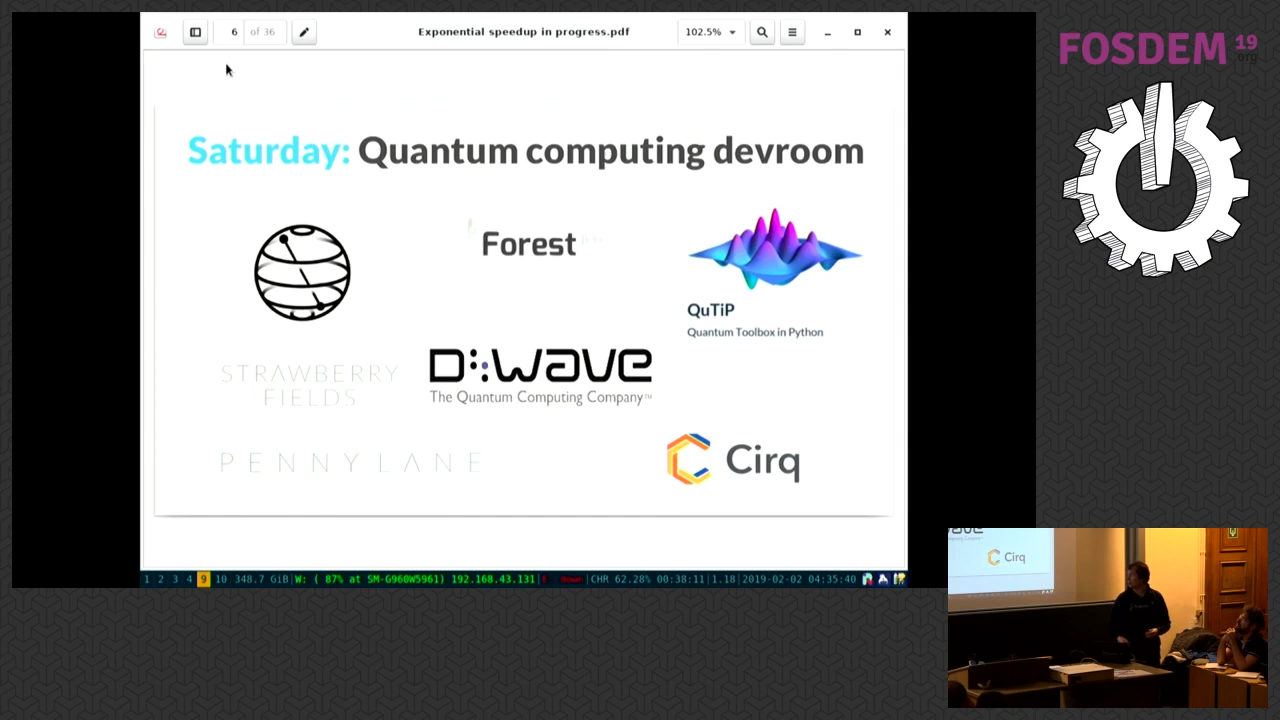 6 of 36
Exponential speedup in progress.pdf
102.5%
FOSDEM 19
.org
Saturday: Quantum computing devroom
Forest
QuTiP
Quantum Toolbox in Python
STRAWBERRY
FIELDS
D:wave
The Quantum Computing Company™
PENNYLANE
Cirq
1 2 3 4 9 10 348.7 GiB|W: ( 87% at SM-G960W5961) 192.168.43.131| down|CHR 62.28% 00:38:11|1.18|2019-02-02 04:35:40
Cirq